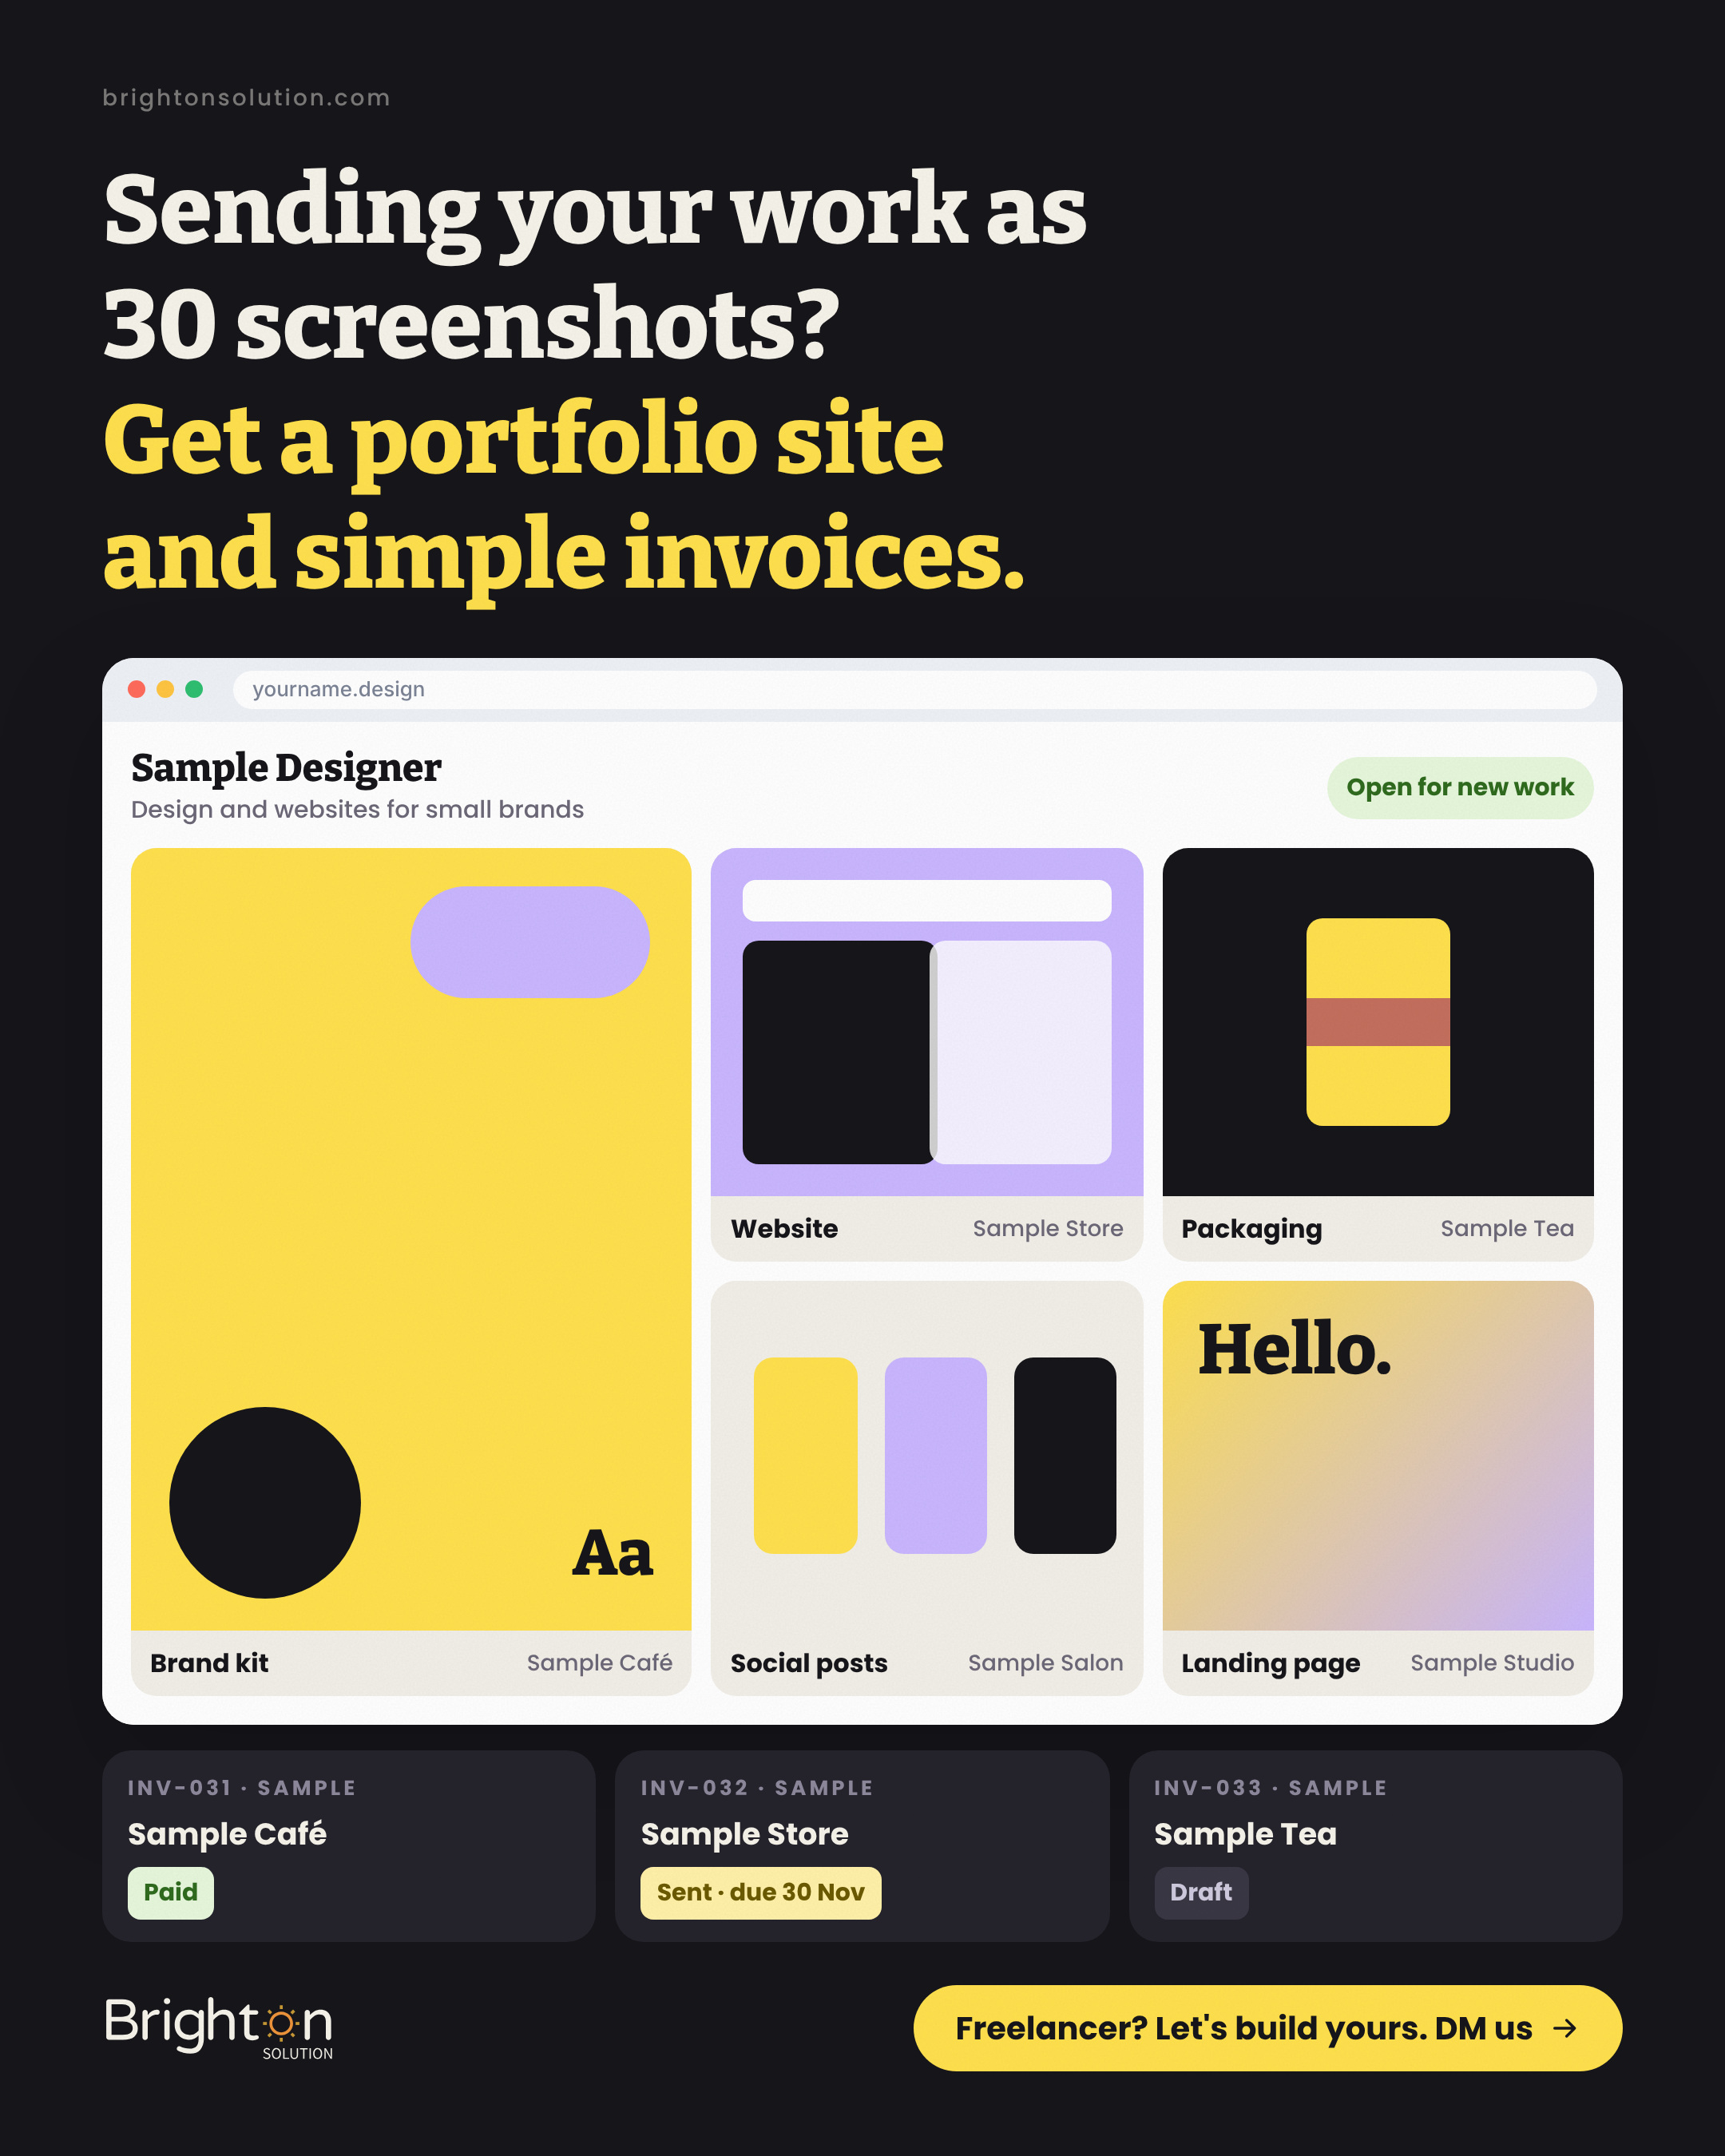 brightonsolution.com
Sending your work as
30 screenshots?
Get a portfolio site
and simple invoices.
yourname.design
Sample Designer
Design and websites for small brands
Open for new work
Aa
Brand kit Sample Café
Website Sample Store
Packaging Sample Tea
Social posts Sample Salon
Hello.
Landing page Sample Studio
INV-031 · SAMPLE
Sample Café
Paid
INV-032 · SAMPLE
Sample Store
Sent · due 30 Nov
INV-033 · SAMPLE
Sample Tea
Draft
Brighton
SOLUTION
Freelancer? Let's build yours. DM us →